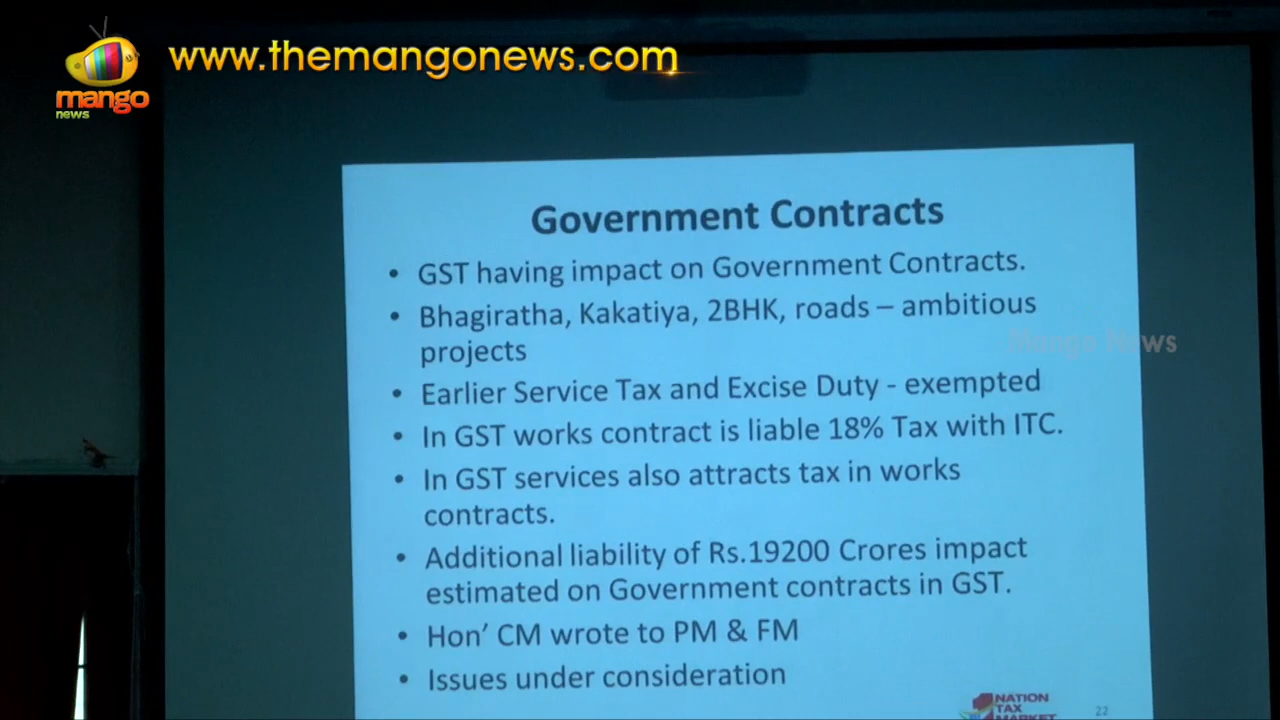 www.themangonews.com
mango
news
Government Contracts
• GST having impact on Government Contracts.
• Bhagiratha, Kakatiya, 2BHK, roads – ambitious
projects
Mango News
• Earlier Service Tax and Excise Duty - exempted
• In GST works contract is liable 18% Tax with ITC.
• In GST services also attracts tax in works
contracts.
• Additional liability of Rs.19200 Crores impact
estimated on Government contracts in GST.
• Hon’ CM wrote to PM & FM
• Issues under consideration
1 NATION
TAX
MARKET
22